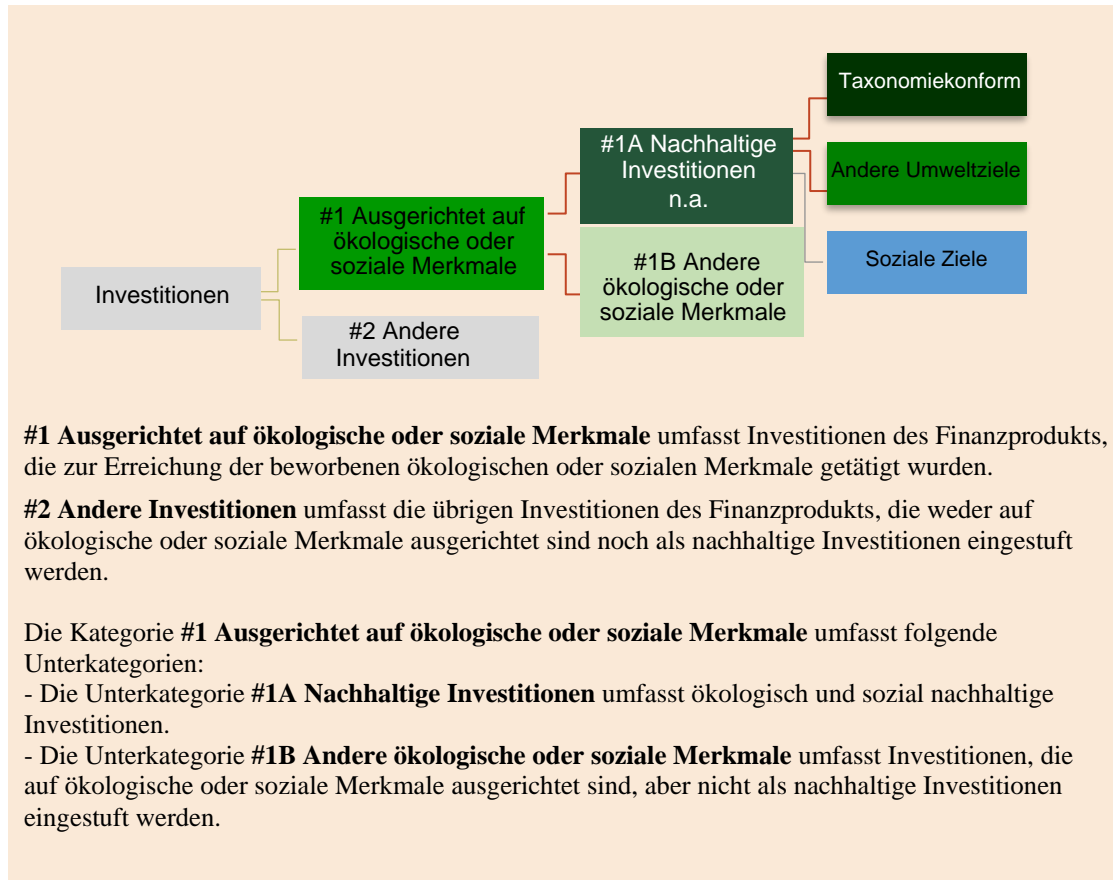 Taxonomiekonform
#1A Nachhaltige
Investitionen
n.a.
Andere Umweltziele
#1 Ausgerichtet auf
ökologische oder
soziale Merkmale
#1B Andere
ökologische oder
soziale Merkmale
Soziale Ziele
Investitionen
#2 Andere
Investitionen
#1 Ausgerichtet auf ökologische oder soziale Merkmale umfasst Investitionen des Finanzprodukts,
die zur Erreichung der beworbenen ökologischen oder sozialen Merkmale getätigt wurden.
#2 Andere Investitionen umfasst die übrigen Investitionen des Finanzprodukts, die weder auf
ökologische oder soziale Merkmale ausgerichtet sind noch als nachhaltige Investitionen eingestuft
werden.
Die Kategorie #1 Ausgerichtet auf ökologische oder soziale Merkmale umfasst folgende
Unterkategorien:
- Die Unterkategorie #1A Nachhaltige Investitionen umfasst ökologisch und sozial nachhaltige
Investitionen.
- Die Unterkategorie #1B Andere ökologische oder soziale Merkmale umfasst Investitionen, die
auf ökologische oder soziale Merkmale ausgerichtet sind, aber nicht als nachhaltige Investitionen
eingestuft werden.